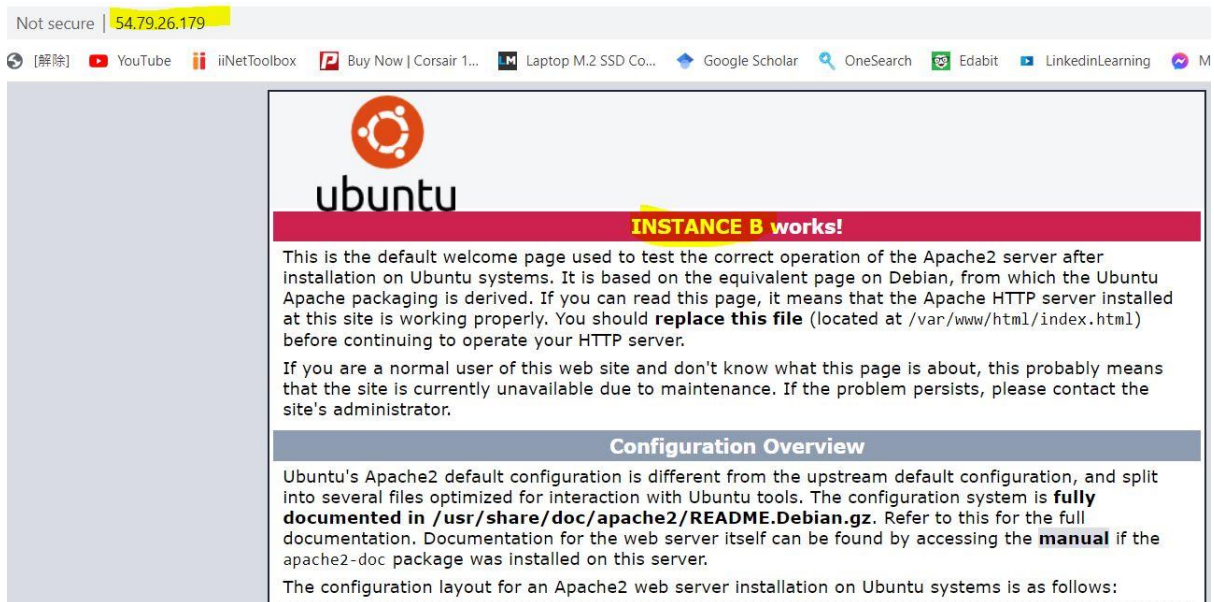 Not secure | 54.79.26.179
[解除] YouTube iiNetToolbox Buy Now | Corsair 1... LM Laptop M.2 SSD Co... Google Scholar OneSearch Edabit LinkedinLearning M
ubuntu
INSTANCE B works!
This is the default welcome page used to test the correct operation of the Apache2 server after
installation on Ubuntu systems. It is based on the equivalent page on Debian, from which the Ubuntu
Apache packaging is derived. If you can read this page, it means that the Apache HTTP server installed
at this site is working properly. You should replace this file (located at /var/www/html/index.html)
before continuing to operate your HTTP server.
If you are a normal user of this web site and don't know what this page is about, this probably means
that the site is currently unavailable due to maintenance. If the problem persists, please contact the
site's administrator.
Configuration Overview
Ubuntu's Apache2 default configuration is different from the upstream default configuration, and split
into several files optimized for interaction with Ubuntu tools. The configuration system is fully
documented in /usr/share/doc/apache2/README.Debian.gz. Refer to this for the full
documentation. Documentation for the web server itself can be found by accessing the manual if the
apache2-doc package was installed on this server.
The configuration layout for an Apache2 web server installation on Ubuntu systems is as follows: